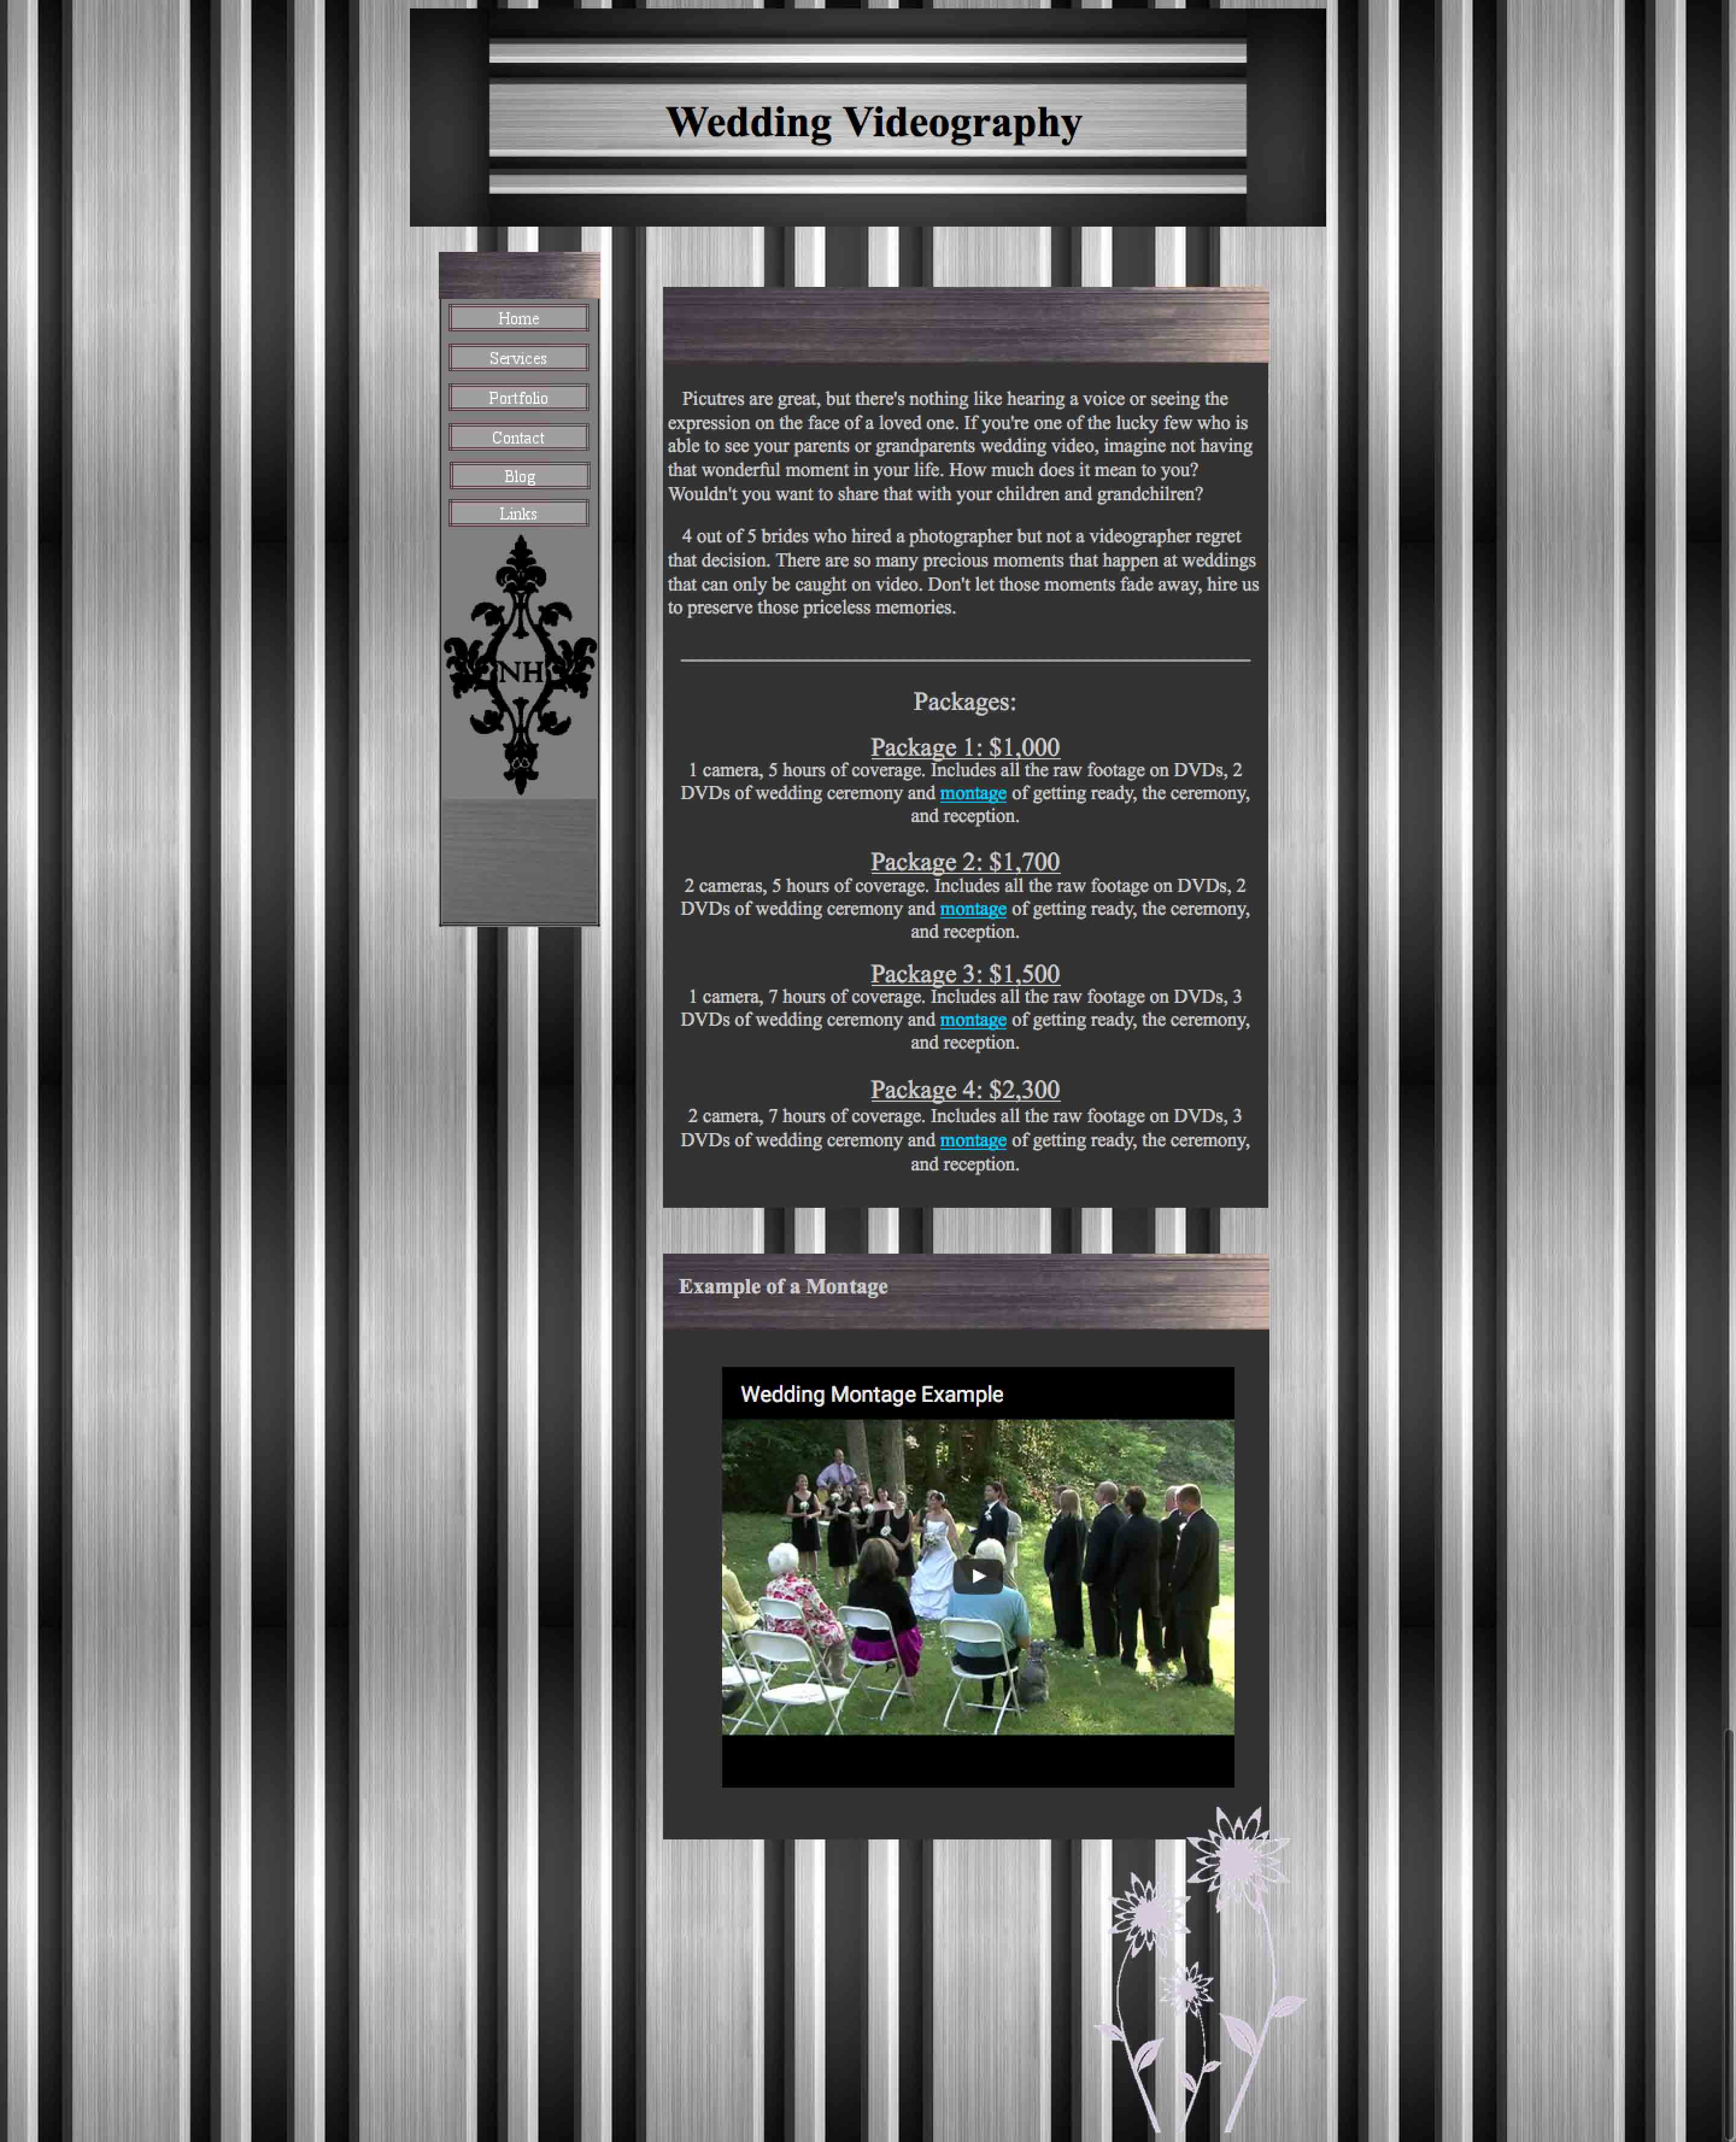 Wedding Videography
Home
Services
Portfolio
Contact
Blog
Links
NH
Picutres are great, but there's nothing like hearing a voice or seeing the
expression on the face of a loved one. If you're one of the lucky few who is
able to see your parents or grandparents wedding video, imagine not having
that wonderful moment in your life. How much does it mean to you?
Wouldn't you want to share that with your children and grandchilren?
4 out of 5 brides who hired a photographer but not a videographer regret
that decision. There are so many precious moments that happen at weddings
that can only be caught on video. Don't let those moments fade away, hire us
to preserve those priceless memories.
Packages:
Package 1: $1,000
1 camera, 5 hours of coverage. Includes all the raw footage on DVDs, 2
DVDs of wedding ceremony and montage of getting ready, the ceremony,
and reception.
Package 2: $1,700
2 cameras, 5 hours of coverage. Includes all the raw footage on DVDs, 2
DVDs of wedding ceremony and montage of getting ready, the ceremony,
and reception.
Package 3: $1,500
1 camera, 7 hours of coverage. Includes all the raw footage on DVDs, 3
DVDs of wedding ceremony and montage of getting ready, the ceremony,
and reception.
Package 4: $2,300
2 camera, 7 hours of coverage. Includes all the raw footage on DVDs, 3
DVDs of wedding ceremony and montage of getting ready, the ceremony,
and reception.
Example of a Montage
Wedding Montage Example